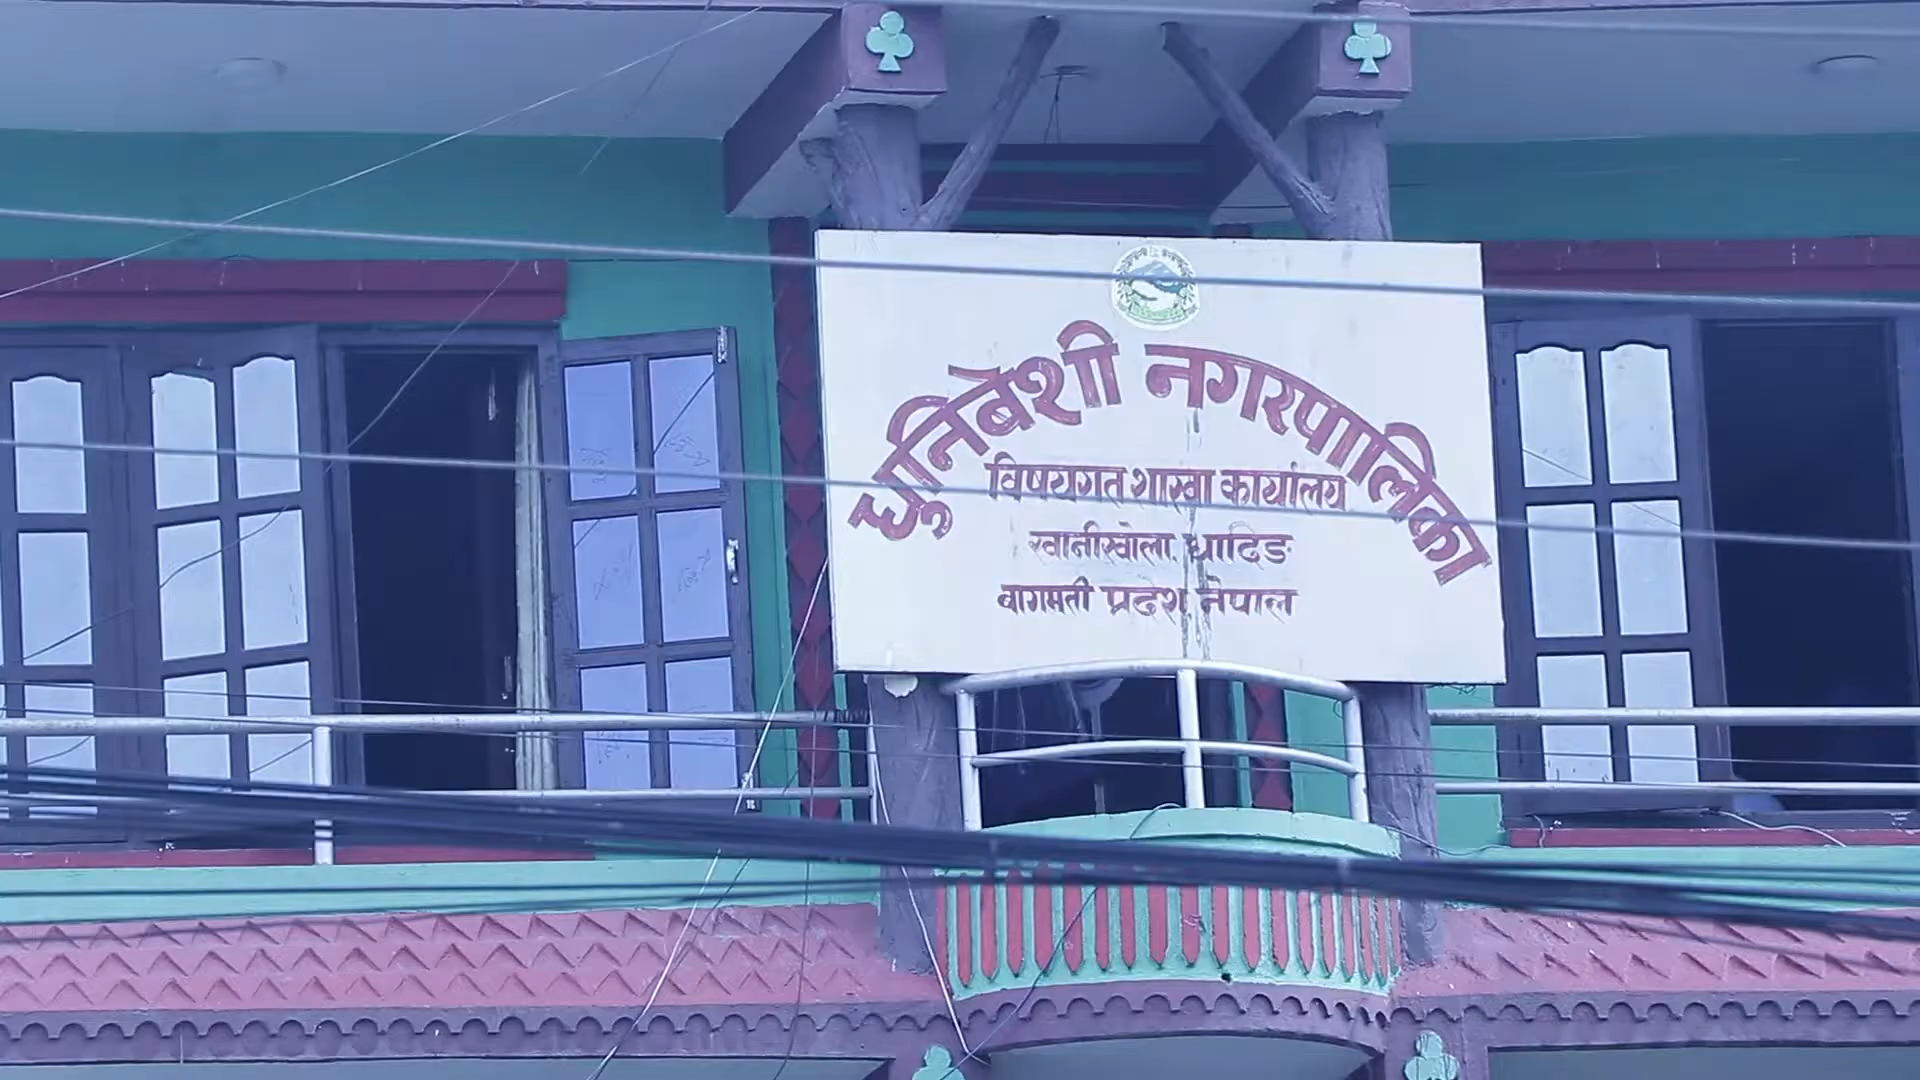 धुनिबेशी नगरपालिका
विषयगत शाखा कार्यालय
खानीखोला, धादिङ
वागमती प्रदेश, नेपाल